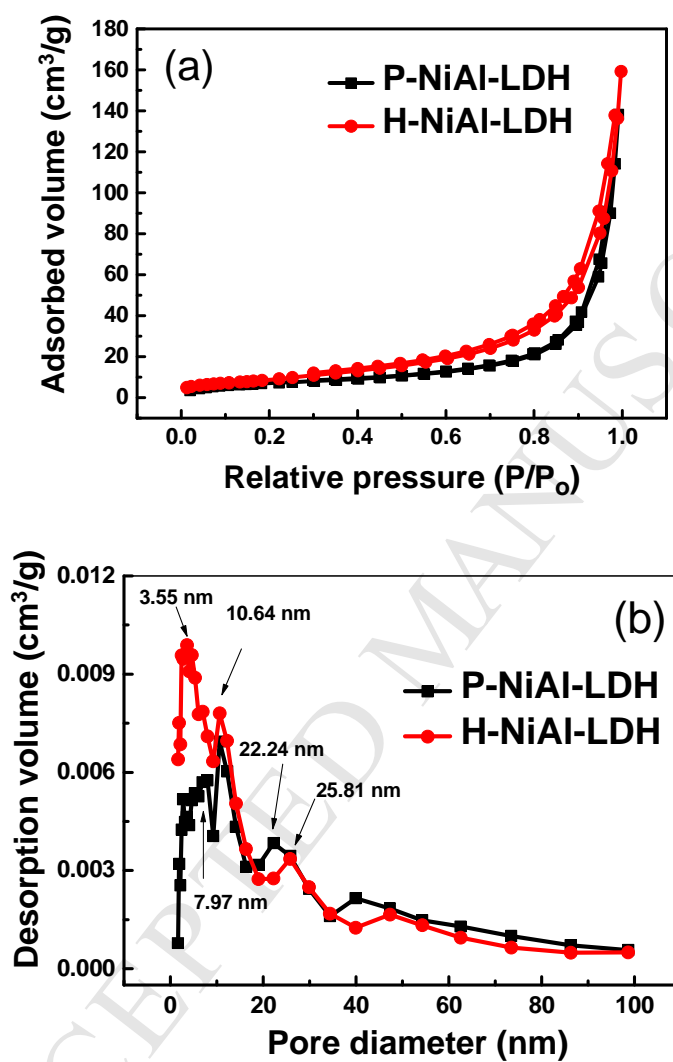 (a)
P-NiAl-LDH
H-NiAl-LDH
Adsorbed volume (cm³/g)
180
160
140
120
100
80
60
40
20
0
0.0 0.2 0.4 0.6 0.8 1.0
Relative pressure (P/Pₒ)
(b)
3.55 nm
10.64 nm
P-NiAl-LDH
H-NiAl-LDH
22.24 nm
25.81 nm
7.97 nm
Desorption volume (cm³/g)
0.012
0.009
0.006
0.003
0.000
0 20 40 60 80 100
Pore diameter (nm)
CEPTED MANUSC